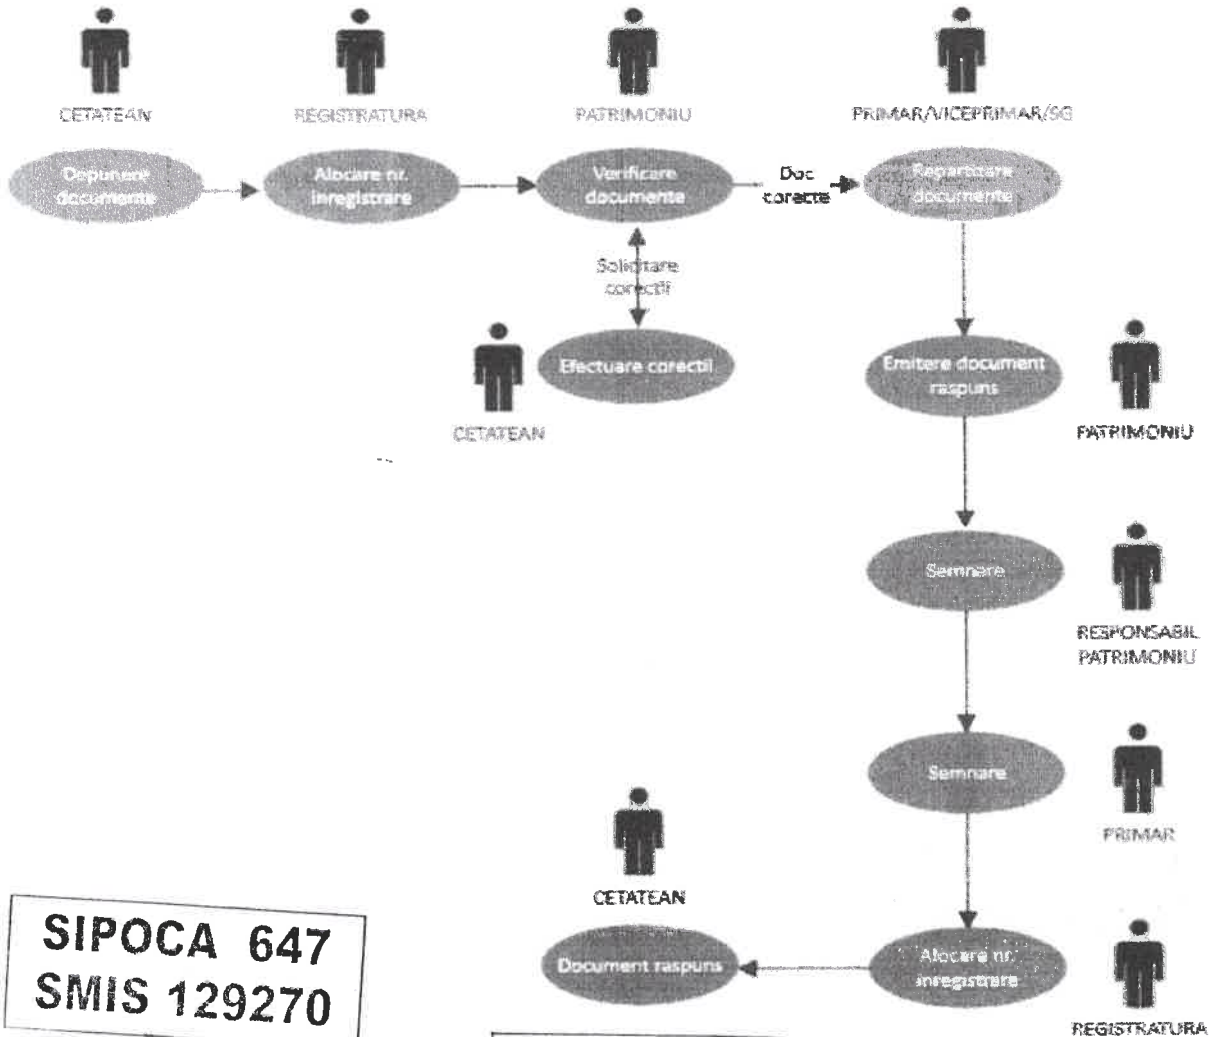 CETATEAN
REGISTRATURA
PATRIMONIU
PRIMAR/VICEPRIMAR/SG
Depunere
documente
Alocare nr.
inregistrare
Verificare
documente
Doc
corecte
Repartizare
documente
Solicitare
corectii
CETATEAN
Efectuare corectii
Emitere document
raspuns
PATRIMONIU
Semnare
RESPONSABIL
PATRIMONIU
Semnare
PRIMAR
CETATEAN
Document raspuns
Alocare nr.
inregistrare
REGISTRATURA
SIPOCA 647
SMIS 129270